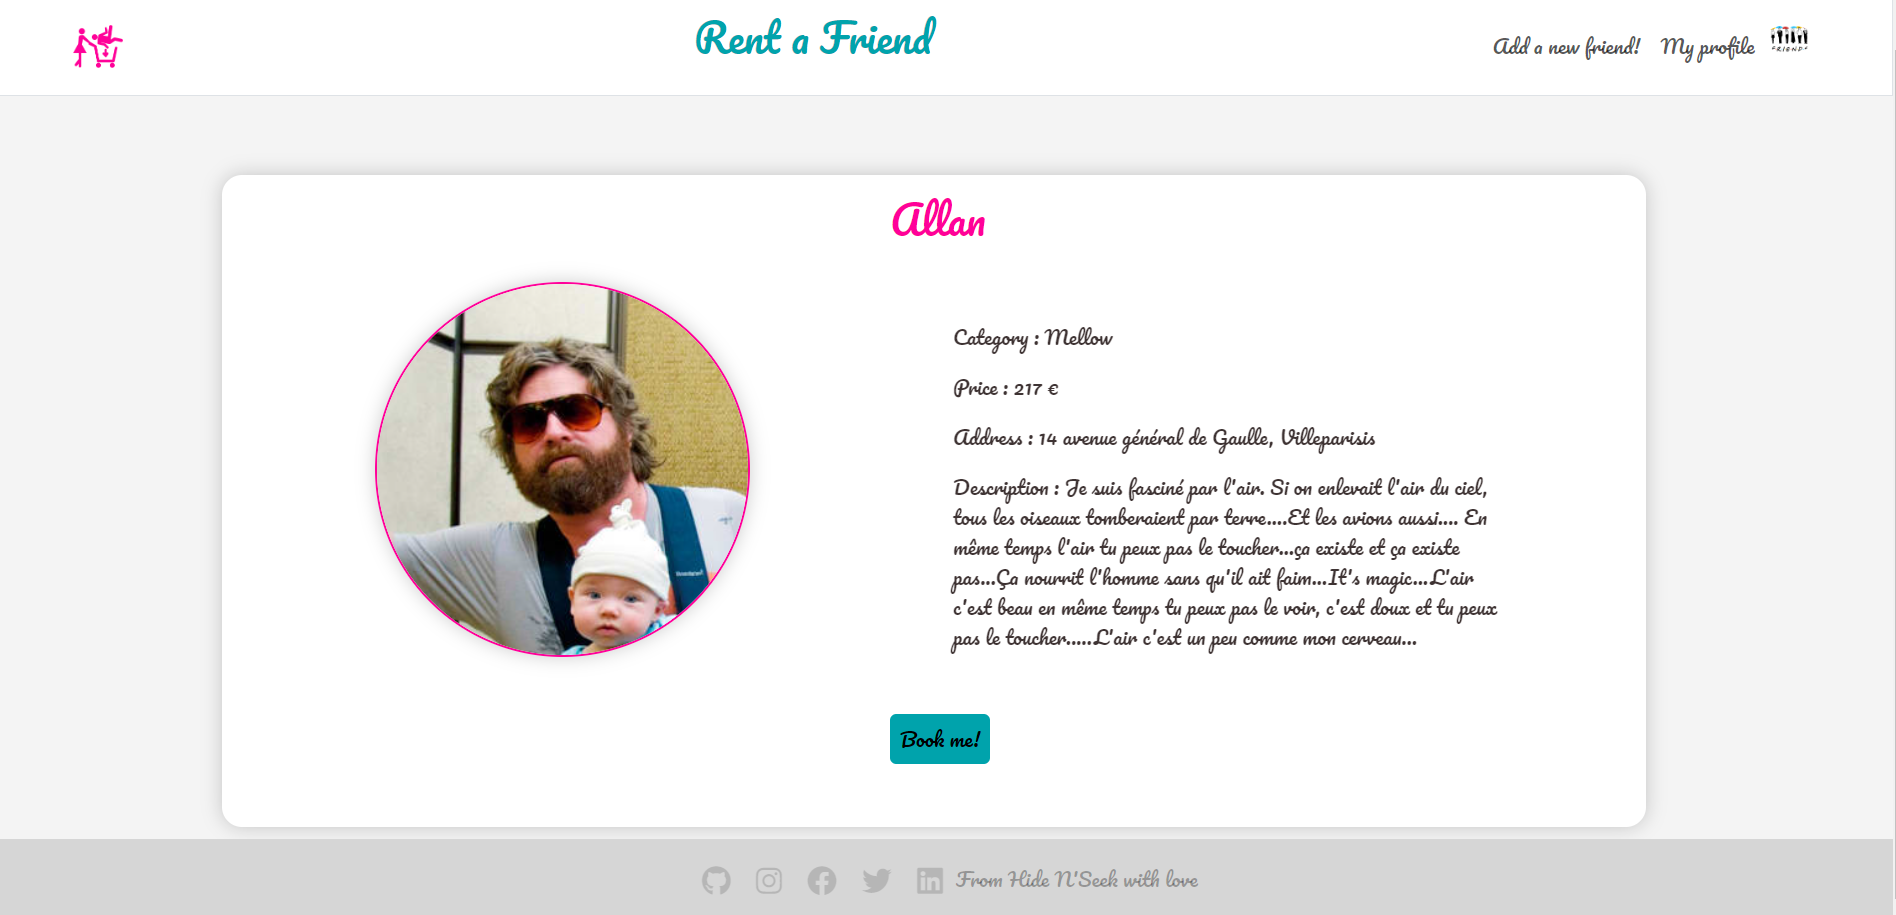 Rent a Friend
Add a new friend! My profile
FRIENDS
Allan
Category : Mellow
Price : 217 €
Address : 14 avenue général de Gaulle, Villeparisis
Description : Je suis fasciné par l'air. Si on enlevait l'air du ciel,
tous les oiseaux tomberaient par terre....Et les avions aussi.... En
même temps l'air tu peux pas le toucher...ça existe et ça existe
pas...Ça nourrit l'homme sans qu'il ait faim...It's magic...L'air
c'est beau en même temps tu peux pas le voir, c'est doux et tu peux
pas le toucher.....L'air c'est un peu comme mon cerveau...
Book me!
in From Hide N'Seek with love